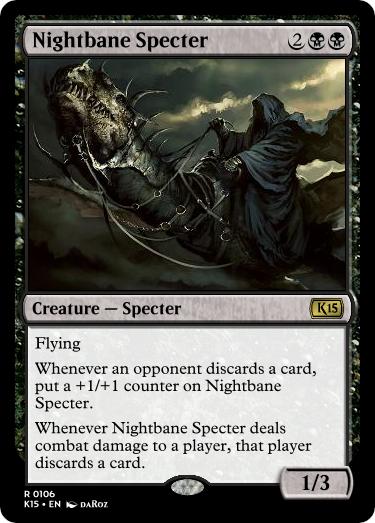 Nightbane Specter 2
Creature — Specter K15
Flying
Whenever an opponent discards a card,
put a +1/+1 counter on Nightbane
Specter.
Whenever Nightbane Specter deals
combat damage to a player, that player
discards a card.
1/3
R 0106
K15 • EN DAROZ